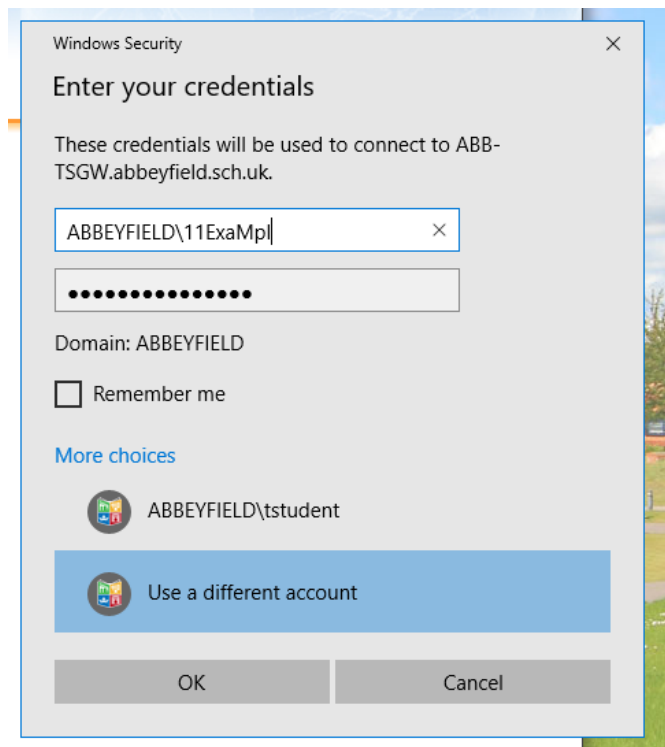 Windows Security
Enter your credentials
These credentials will be used to connect to ABB-
TSGW.abbeyfield.sch.uk.
ABBEYFIELD\11ExaMpl
●●●●●●●●●●●●●●●
Domain: ABBEYFIELD
Remember me
More choices
ABBEYFIELD\tstudent
Use a different account
OK
Cancel